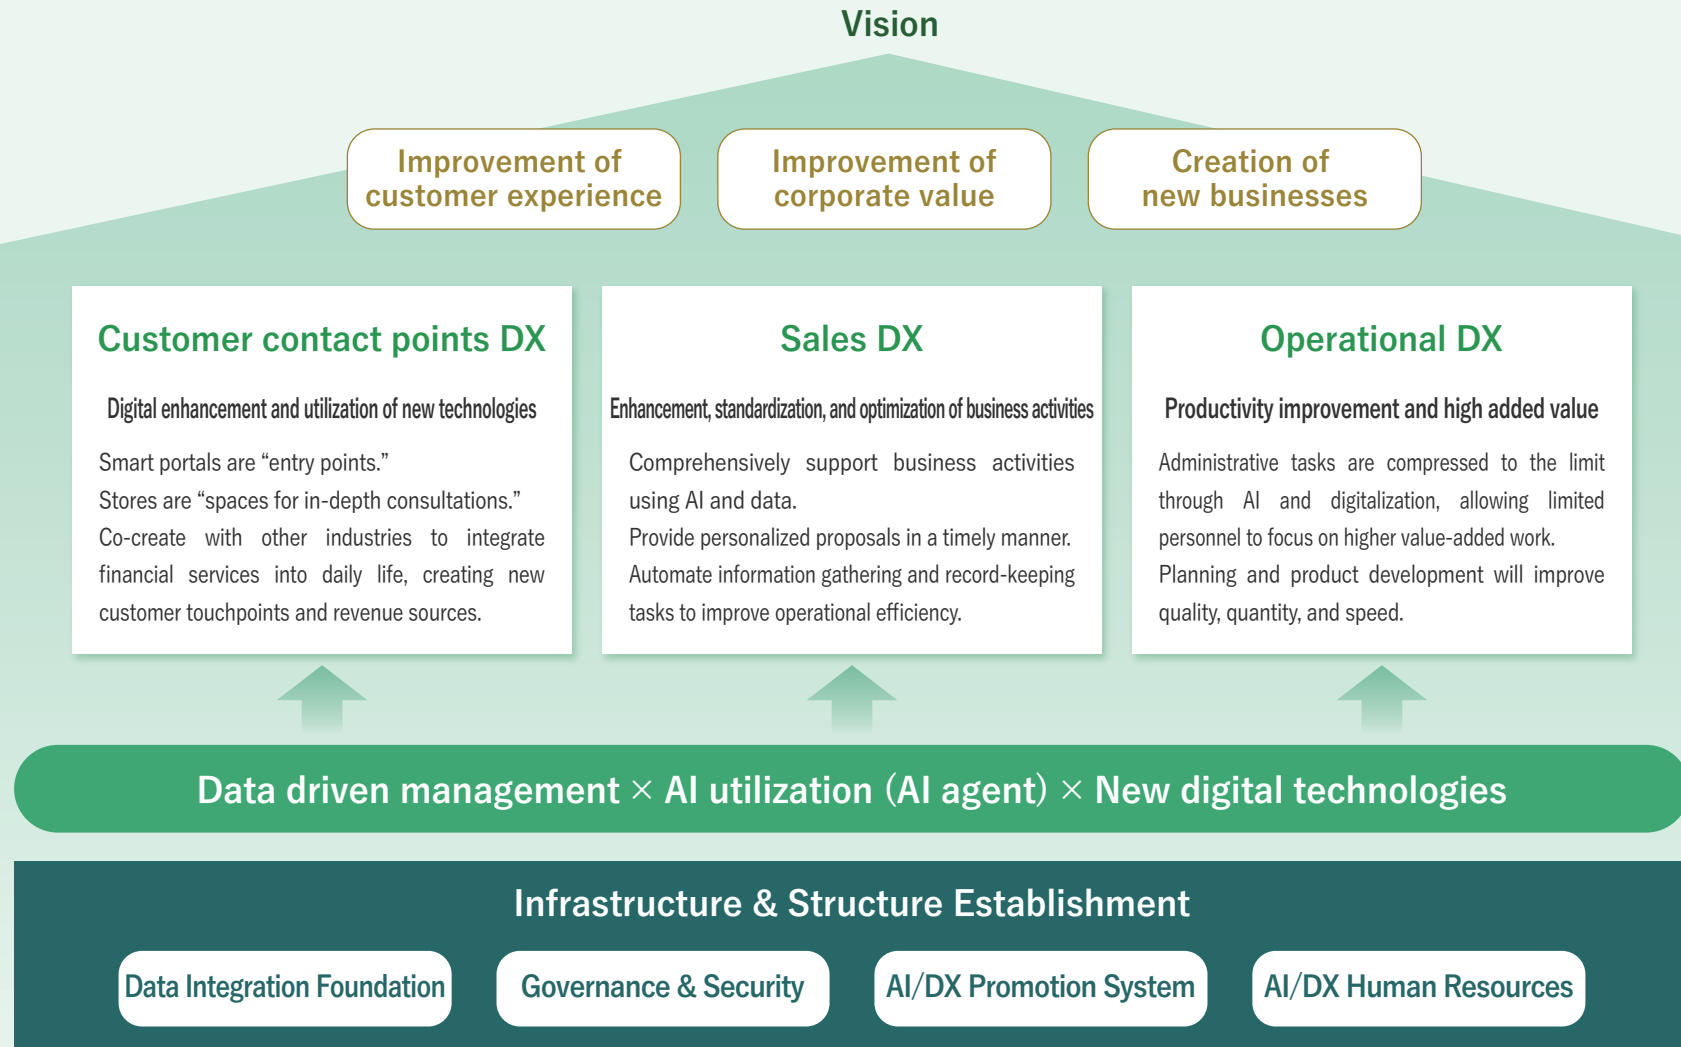 Vision
Improvement of
customer experience
Improvement of
corporate value
Creation of
new businesses
Customer contact points DX
Digital enhancement and utilization of new technologies
Smart portals are “entry points.”
Stores are “spaces for in-depth consultations.”
Co-create with other industries to integrate
financial services into daily life, creating new
customer touchpoints and revenue sources.
Sales DX
Enhancement, standardization, and optimization of business activities
Comprehensively support business activities
using AI and data.
Provide personalized proposals in a timely manner.
Automate information gathering and record-keeping
tasks to improve operational efficiency.
Operational DX
Productivity improvement and high added value
Administrative tasks are compressed to the limit
through AI and digitalization, allowing limited
personnel to focus on higher value-added work.
Planning and product development will improve
quality, quantity, and speed.
Data driven management × AI utilization (AI agent) × New digital technologies
Infrastructure & Structure Establishment
Data Integration Foundation
Governance & Security
AI/DX Promotion System
AI/DX Human Resources